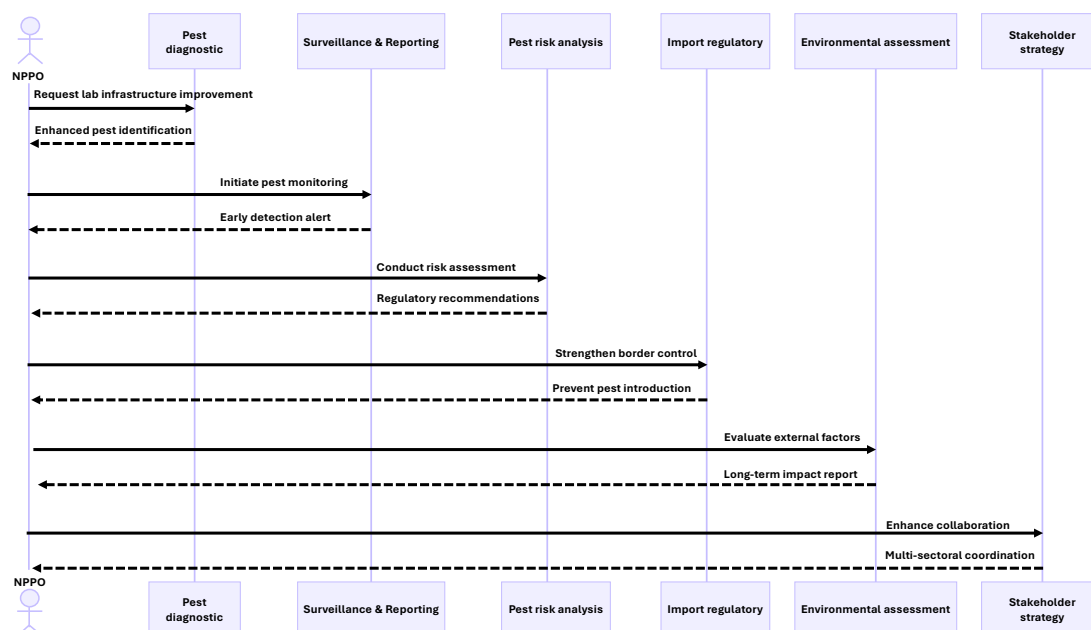 Pest
diagnostic
Surveillance & Reporting
Pest risk analysis
Import regulatory
Environmental assessment
Stakeholder
strategy
NPPO
Request lab infrastructure improvement
Enhanced pest identification
Initiate pest monitoring
Early detection alert
Conduct risk assessment
Regulatory recommendations
Strengthen border control
Prevent pest introduction
Evaluate external factors
Long-term impact report
Enhance collaboration
Multi-sectoral coordination
NPPO
Pest
diagnostic
Surveillance & Reporting
Pest risk analysis
Import regulatory
Environmental assessment
Stakeholder
strategy